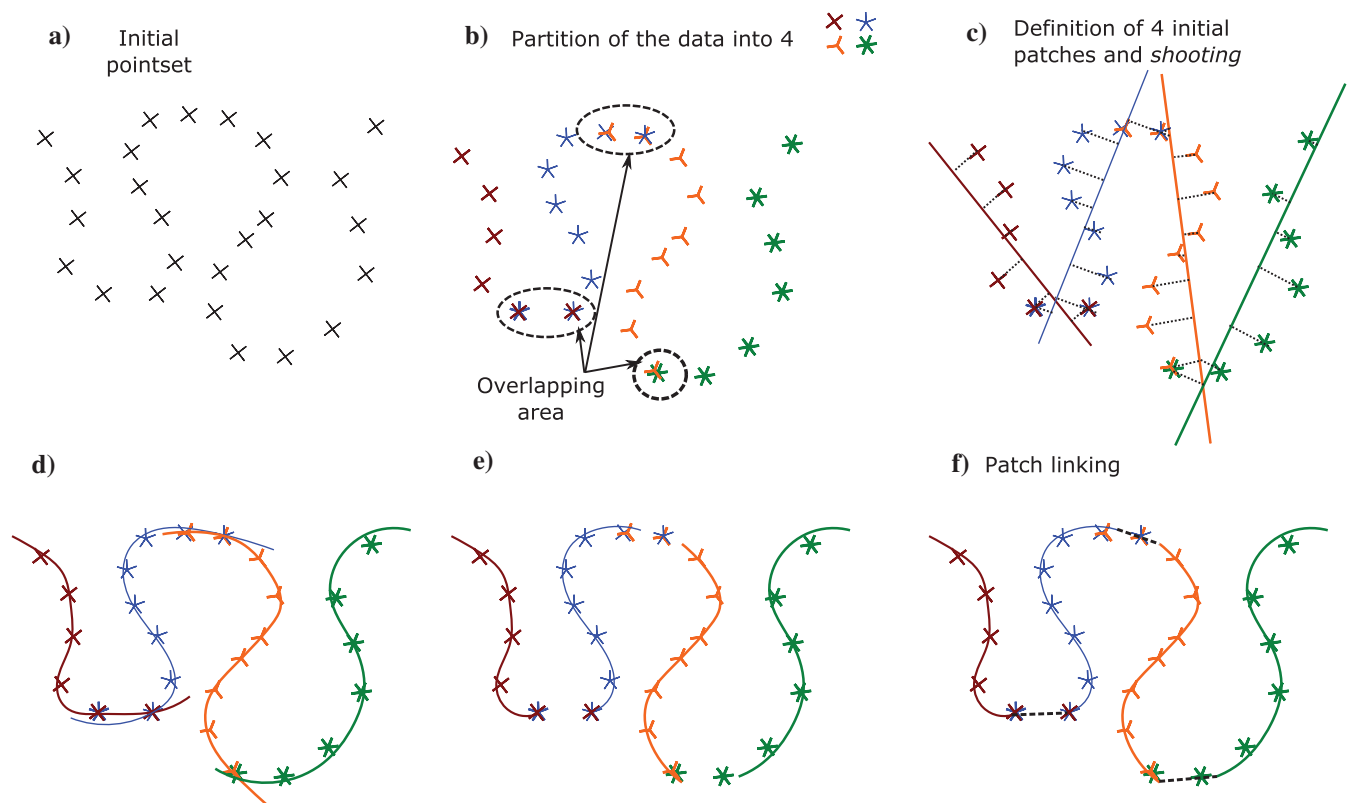 a)
Initial
pointset
b) Partition of the data into 4
c) Definition of 4 initial
patches and shooting
Overlapping
area
d)
e)
f) Patch linking